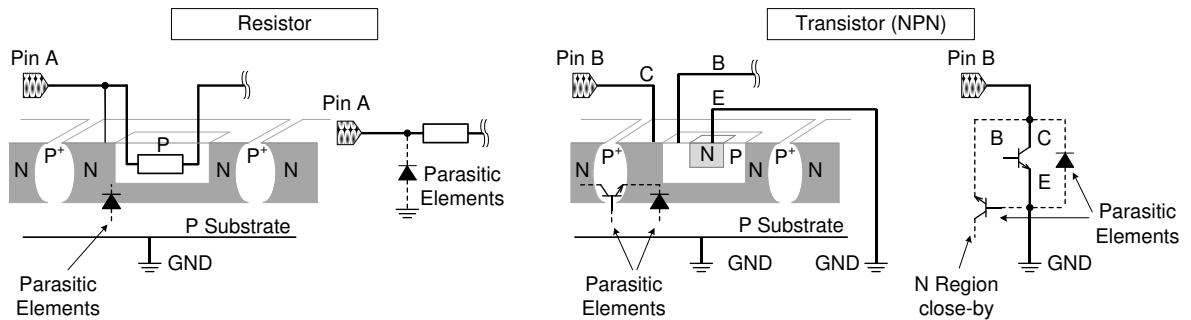 Resistor
Transistor (NPN)
Pin A
Pin A
N
P+
N
P
N
P+
N
Parasitic
Elements
P Substrate
GND
Parasitic
Elements
Pin B
C
B
E
N
P+
N
N
P
P+
N
N
P Substrate
GND
GND
Parasitic
Elements
Pin B
B
C
E
Parasitic
Elements
GND
N Region
close-by